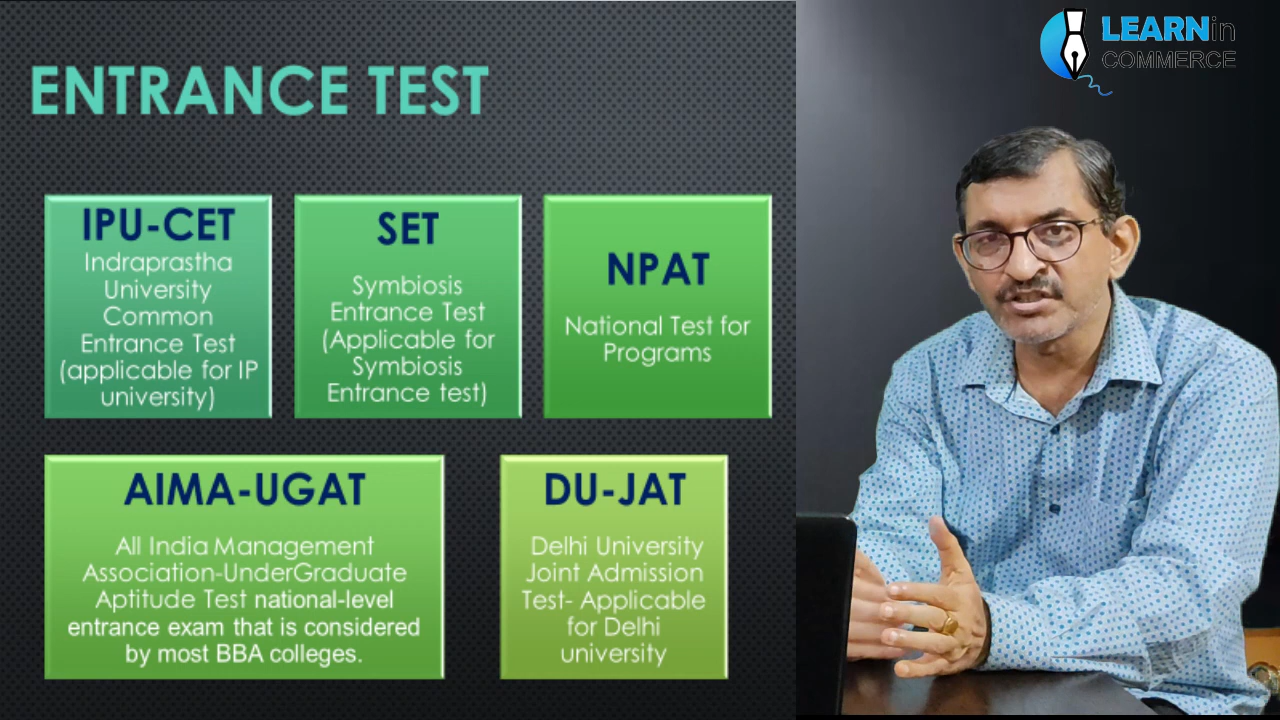 ENTRANCE TEST
IPU-CET
Indraprastha
University
Common
Entrance Test
(applicable for IP
university)
SET
Symbiosis
Entrance Test
(Applicable for
Symbiosis
Entrance test)
NPAT
National Test for
Programs
AIMA-UGAT
All India Management
Association-UnderGraduate
Aptitude Test national-level
entrance exam that is considered
by most BBA colleges.
DU-JAT
Delhi University
Joint Admission
Test- Applicable
for Delhi
university
LEARNin
COMMERCE